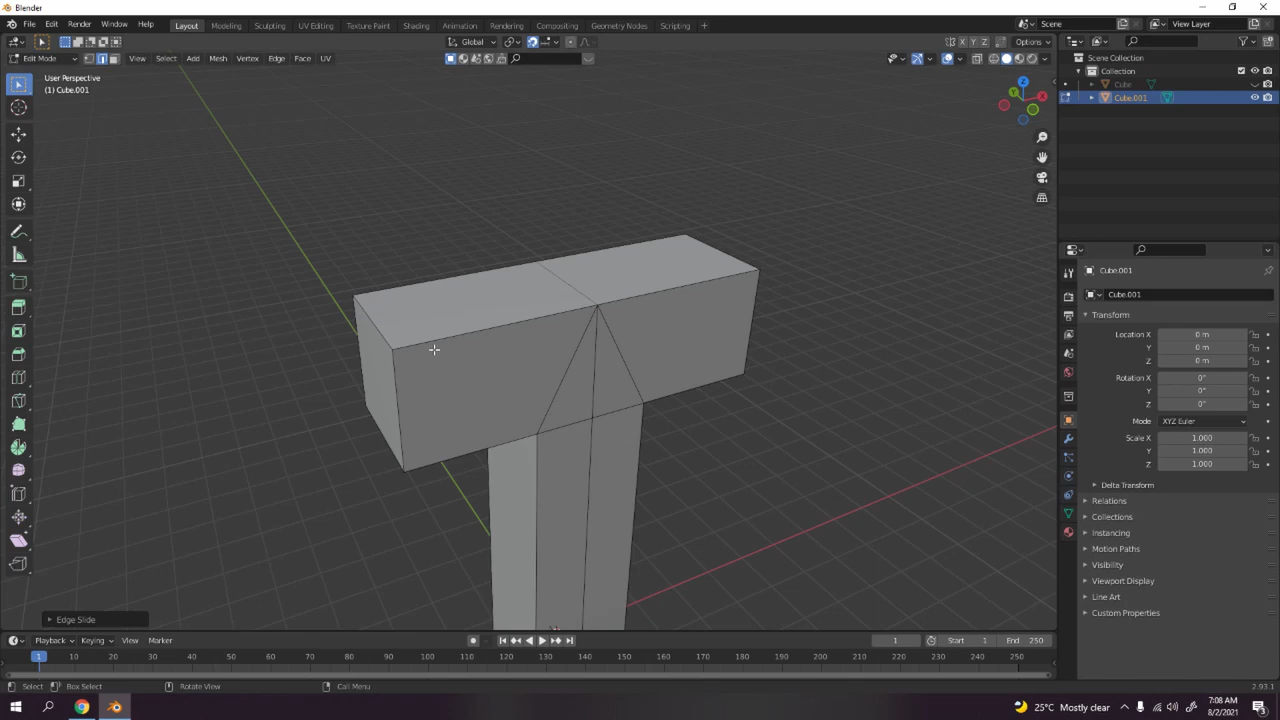 Blender
File Edit Render Window Help Layout Modeling Sculpting UV Editing Texture Paint Shading Animation Rendering Compositing Geometry Nodes Scripting + Scene View Layer
Global X Y Z Options
Edit Mode View Select Add Mesh Vertex Edge Face UV
User Perspective
(1) Cube.001
Scene Collection
Collection
Cube
Cube.001
Z
Y
X
Cube.001
Cube.001
Transform
Location X 0 m
Y 0 m
Z 0 m
Rotation X 0°
Y 0°
Z 0°
Mode XYZ Euler
Scale X 1.000
Y 1.000
Z 1.000
Delta Transform
Relations
Collections
Instancing
Motion Paths
Visibility
Viewport Display
Line Art
Custom Properties
Edge Slide
Playback Keying View Marker 1 Start 1 End 250
1 10 20 30 40 50 60 70 80 90 100 110 120 130 140 150 160 170 180 190 200 210 220 230 240 250
Select Box Select Rotate View Call Menu 2.93.1
25°C Mostly clear 7:08 AM
8/2/2021 3